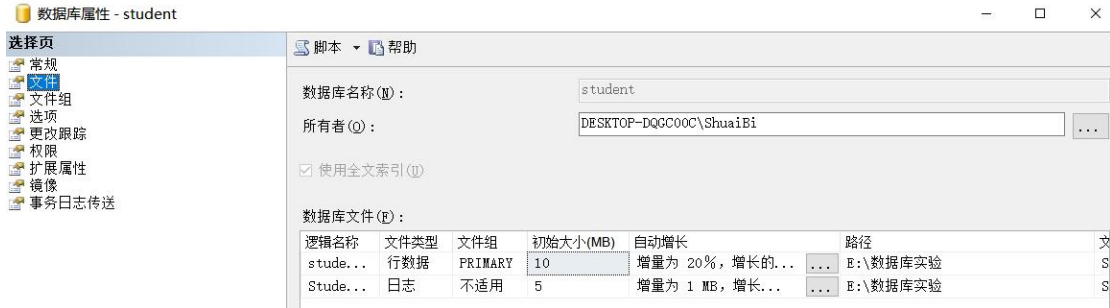 数据库属性 - student
选择页
常规
文件
文件组
选项
更改跟踪
权限
扩展属性
镜像
事务日志传送
脚本 帮助
数据库名称(N):
student
所有者(O):
DESKTOP-DQGC00C\ShuaiBi
...
使用全文索引(U)
数据库文件(F):
逻辑名称 文件类型 文件组 初始大小(MB) 自动增长 路径 文
stude... 行数据 PRIMARY 10 增量为 20%，增长的... ... E:\数据库实验 S
Stude... 日志 不适用 5 增量为 1 MB，增长... ... E:\数据库实验 S